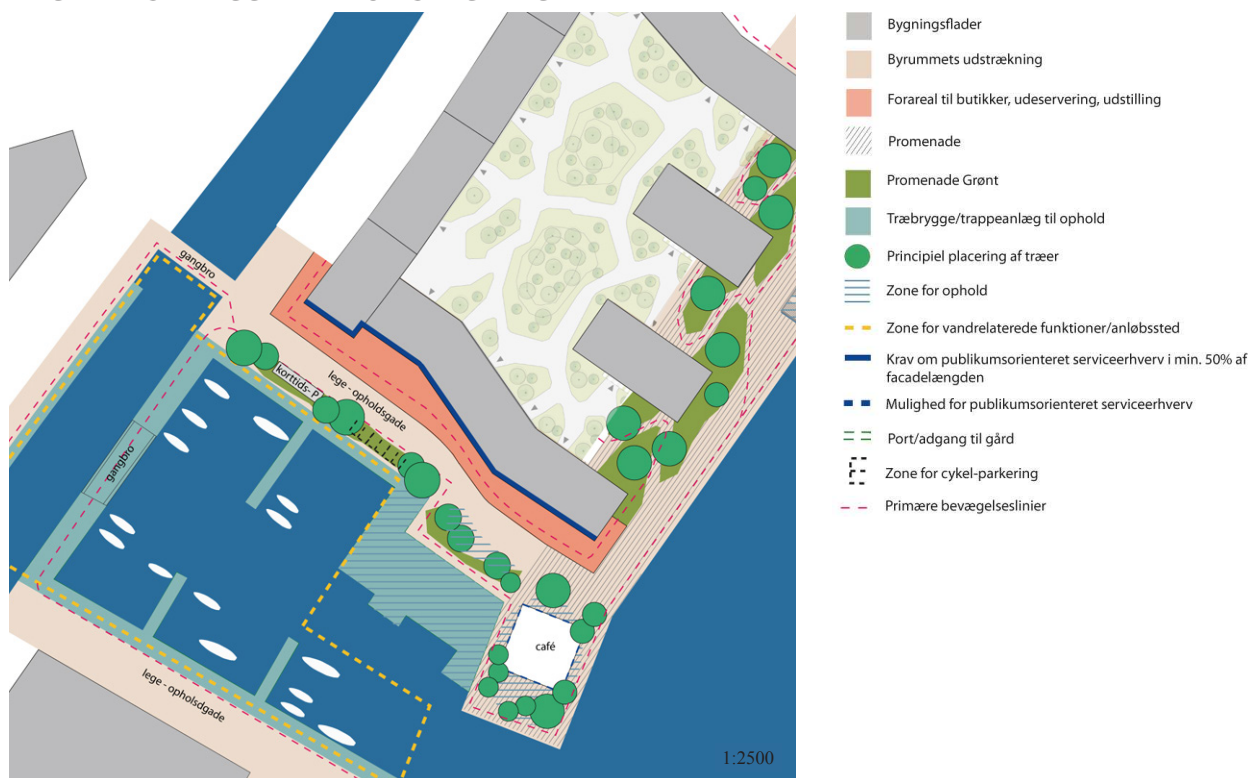 gangbro
korttids- P
lege - opholdsgade
gangbro
café
lege - opholsdgade
1:2500
Bygningsflader
Byrummets udstrækning
Forareal til butikker, udeservering, udstilling
Promenade
Promenade Grønt
Træbrygge/trappeanlæg til ophold
Principiel placering af træer
Zone for ophold
Zone for vandrelaterede funktioner/anløbssted
Krav om publikumsorienteret serviceerhverv i min. 50% af
facadelængden
Mulighed for publikumsorienteret serviceerhverv
Port/adgang til gård
Zone for cykel-parkering
Primære bevægelseslinier